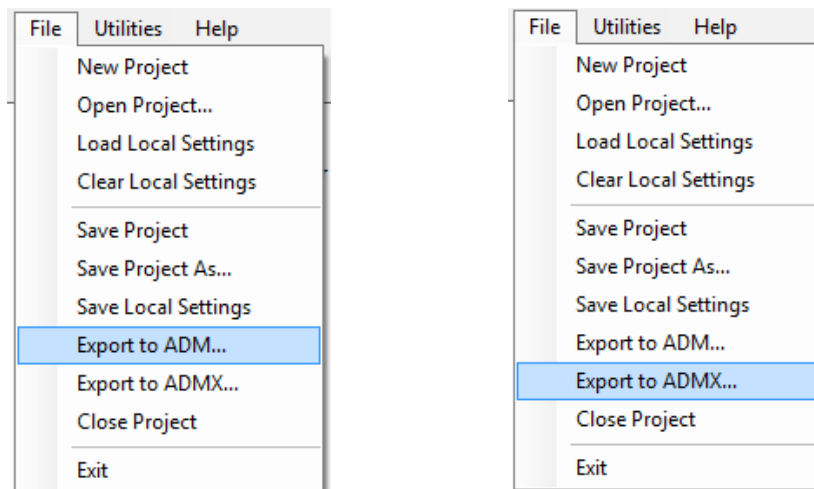 File Utilities Help
New Project
Open Project...
Load Local Settings
Clear Local Settings
Save Project
Save Project As...
Save Local Settings
Export to ADM...
Export to ADMX...
Close Project
Exit
File Utilities Help
New Project
Open Project...
Load Local Settings
Clear Local Settings
Save Project
Save Project As...
Save Local Settings
Export to ADM...
Export to ADMX...
Close Project
Exit